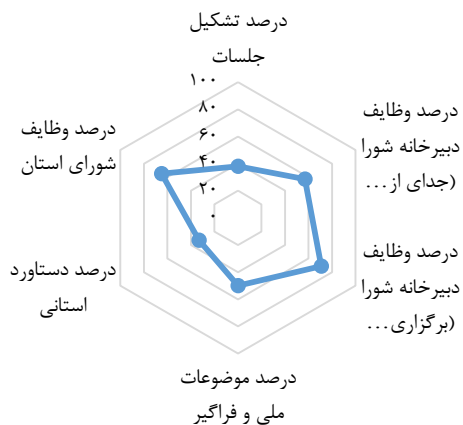 درصد تشکیل
جلسات
۱۰۰
۸۰
۶۰
۴۰
۲۰
۰
درصد وظایف
دبیرخانه شورا
(جدای از...
درصد وظایف
دبیرخانه شورا
(برگزاری...
درصد موضوعات
ملی و فراگیر
درصد دستاورد
استانی
درصد وظایف
شورای استان